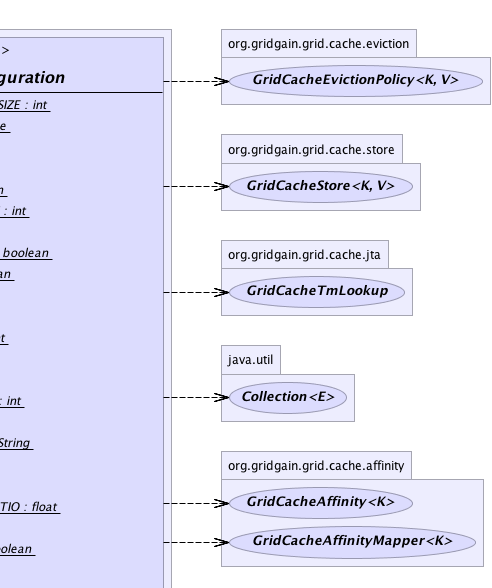 >
guration
SIZE : int
e
n
: int
boolean
an
nt
: int
String
TIO : float
oolean
org.gridgain.grid.cache.eviction
GridCacheEvictionPolicy<K, V>
org.gridgain.grid.cache.store
GridCacheStore<K, V>
org.gridgain.grid.cache.jta
GridCacheTmLookup
java.util
Collection<E>
org.gridgain.grid.cache.affinity
GridCacheAffinity<K>
GridCacheAffinityMapper<K>